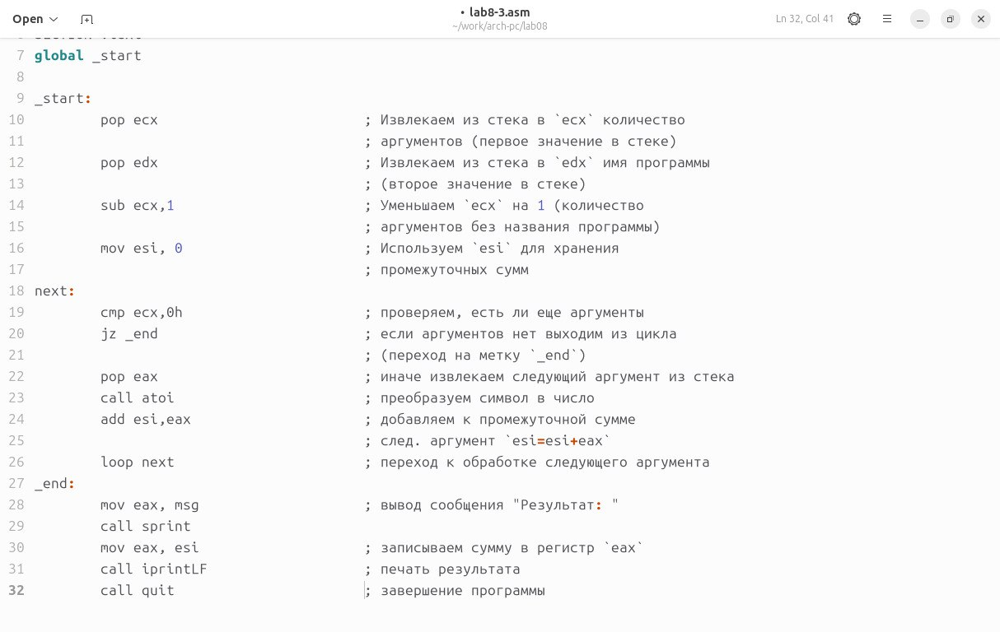 Open
• lab8-3.asm
~/work/arch-pc/lab08
Ln 32, Col 41
7 global _start
8
9 _start:
10 pop ecx ; Извлекаем из стека в `ecx` количество
11 ; аргументов (первое значение в стеке)
12 pop edx ; Извлекаем из стека в `edx` имя программы
13 ; (второе значение в стеке)
14 sub ecx,1 ; Уменьшаем `ecx` на 1 (количество
15 ; аргументов без названия программы)
16 mov esi, 0 ; Используем `esi` для хранения
17 ; промежуточных сумм
18 next:
19 cmp ecx,0h ; проверяем, есть ли еще аргументы
20 jz _end ; если аргументов нет выходим из цикла
21 ; (переход на метку `_end`)
22 pop eax ; иначе извлекаем следующий аргумент из стека
23 call atoi ; преобразуем символ в число
24 add esi,eax ; добавляем к промежуточной сумме
25 ; след. аргумент `esi=esi+eax`
26 loop next ; переход к обработке следующего аргумента
27 _end:
28 mov eax, msg ; вывод сообщения "Результат: "
29 call sprint
30 mov eax, esi ; записываем сумму в регистр `eax`
31 call iprintLF ; печать результата
32 call quit ; завершение программы